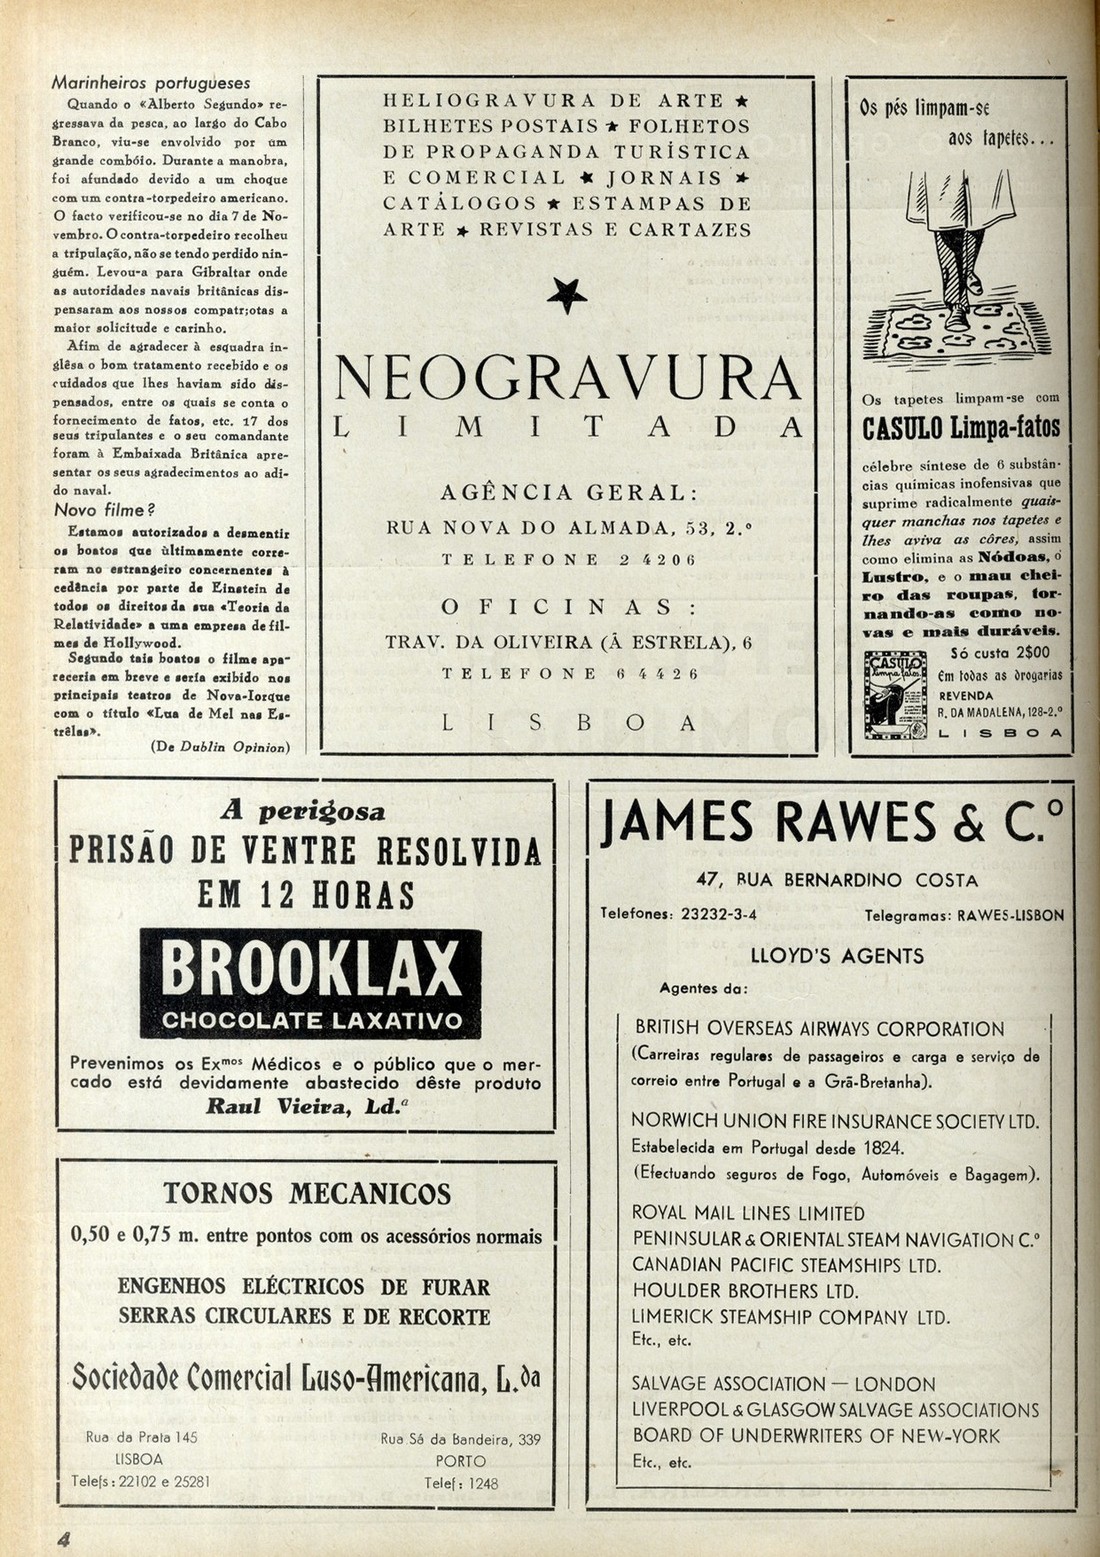 Marinheiros portugueses
Quando o «Alberto Segundo» re-
gressava da pesca, ao largo do Cabo
Branco, viu-se envolvido por um
grande combóio. Durante a manobra,
foi afundado devido a um choque
com um contra-torpedeiro americano.
O facto verificou-se no dia 7 de No-
vembro. O contra-torpedeiro recolheu
a tripulação, não se tendo perdido nin-
guém. Levou-a para Gibraltar onde
as autoridades navais britânicas dis-
pensaram aos nossos compatr;otas a
maior solicitude e carinho.
Afim de agradecer à esquadra in-
glêsa o bom tratamento recebido e os
cuidados que lhes haviam sido dis-
pensados, entre os quais se conta o
fornecimento de fatos, etc. 17 dos
seus tripulantes e o seu comandante
foram à Embaixada Britânica apre-
sentar os seus agradecimentos ao adi-
do naval.
Novo filme?
Estamos autorizados a desmentir
os boatos que ùltimamente corre-
ram no estrangeiro concernentes à
cedência por parte de Einstein de
todos os direitos da sua «Teoria da
Relatividade» a uma empresa de fil-
mes de Hollywood.
Segundo tais boatos o filme apa-
receria em breve e seria exibido nos
principais teatros de Nova-Iorque
com o título «Lua de Mel nas Es-
trêlas».
(De Dublin Opinion)
HELIOGRAVURA DE ARTE ★
BILHETES POSTAIS ★ FOLHETOS
DE PROPAGANDA TURÍSTICA
E COMERCIAL ★ JORNAIS ★
CATÁLOGOS ★ ESTAMPAS DE
ARTE ★ REVISTAS E CARTAZES
★
NEOGRAVURA
LIMITADA
AGÊNCIA GERAL:
RUA NOVA DO ALMADA, 53, 2.º
TELEFONE 24206
OFICINAS:
TRAV. DA OLIVEIRA (Á ESTRELA), 6
TELEFONE 64426
LISBOA
Os pés limpam-se
aos tapetes...
Os tapetes limpam-se com
CASULO Limpa-fatos
célebre síntese de 6 substân-
cias químicas inofensivas que
suprime radicalmente quais-
quer manchas nos tapetes e
lhes aviva as côres, assim
como elimina as Nódoas, o
Lustro, e o mau chei-
ro das roupas, tor-
nando-as como no-
vas e mais duráveis.
CASULO
limpa fatos
Só custa 2$00
Em todas as drogarias
REVENDA
R. DA MADALENA, 128-2.º
LISBOA
A perigosa
PRISÃO DE VENTRE RESOLVIDA
EM 12 HORAS
BROOKLAX
CHOCOLATE LAXATIVO
Prevenimos os Exmos Médicos e o público que o mer-
cado está devidamente abastecido dêste produto
Raul Vieira, Ld.ª
TORNOS MECANICOS
0,50 e 0,75 m. entre pontos com os acessórios normais
ENGENHOS ELÉCTRICOS DE FURAR
SERRAS CIRCULARES E DE RECORTE
Sociedade Comercial Luso-Americana, L.da
Rua da Prata 145
LISBOA
Telefs: 22102 e 25281
Rua Sá da Bandeira, 339
PORTO
Telef: 1248
JAMES RAWES & C.º
47, RUA BERNARDINO COSTA
Telefones: 23232-3-4 Telegramas: RAWES-LISBON
LLOYD'S AGENTS
Agentes da:
BRITISH OVERSEAS AIRWAYS CORPORATION
(Carreiras regulares de passageiros e carga e serviço de
correio entre Portugal e a Grã-Bretanha).
NORWICH UNION FIRE INSURANCE SOCIETY LTD.
Estabelecida em Portugal desde 1824.
(Efectuando seguros de Fogo, Automóveis e Bagagem).
ROYAL MAIL LINES LIMITED
PENINSULAR & ORIENTAL STEAM NAVIGATION C.º
CANADIAN PACIFIC STEAMSHIPS LTD.
HOULDER BROTHERS LTD.
LIMERICK STEAMSHIP COMPANY LTD.
Etc., etc.
SALVAGE ASSOCIATION — LONDON
LIVERPOOL & GLASGOW SALVAGE ASSOCIATIONS
BOARD OF UNDERWRITERS OF NEW-YORK
Etc., etc.
4